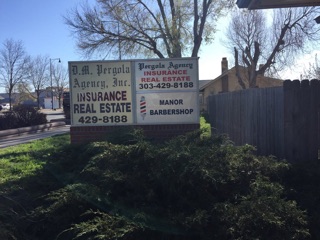 D.M. Pergola
Agency, Inc.
INSURANCE
REAL ESTATE
429-8188
Pergola Agency
INSURANCE
REAL ESTATE
303-429-8188
MANOR
BARBERSHOP